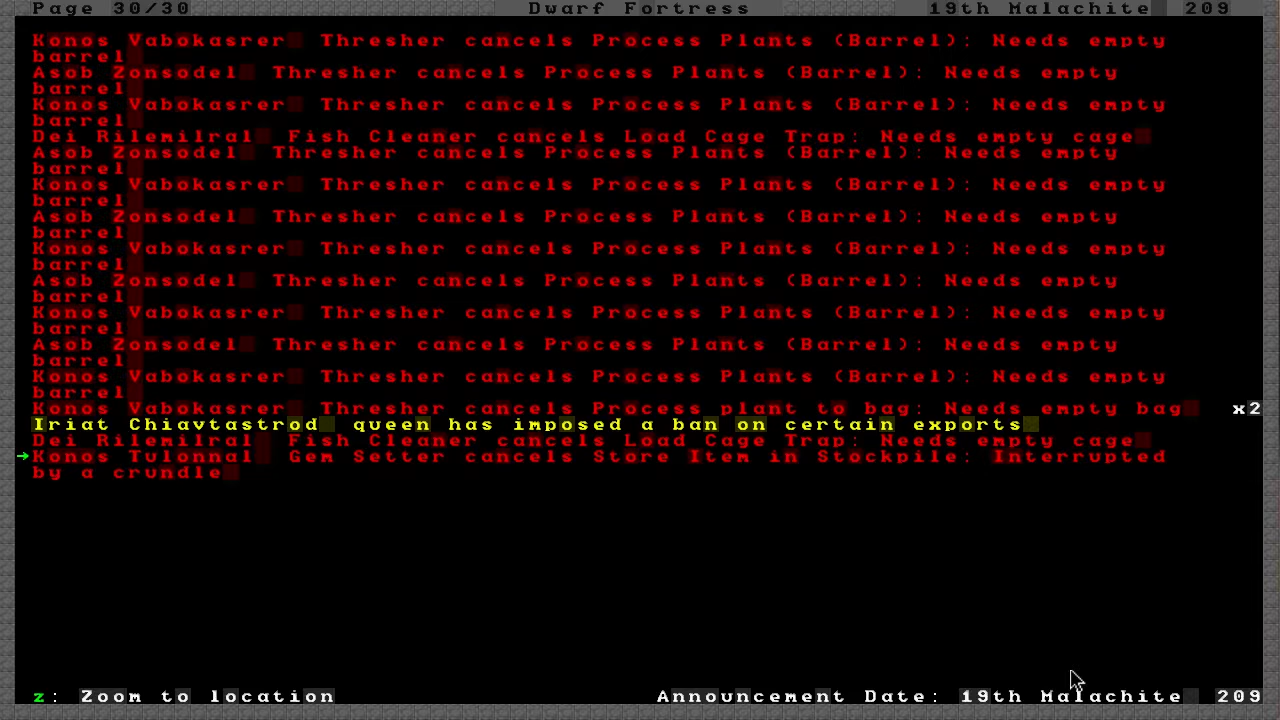 Page 30/30 Dwarf Fortress 19th Malachite 209
Konos Vabokasrer Thresher cancels Process Plants (Barrel): Needs empty
barrel
Asob Zonsodel Thresher cancels Process Plants (Barrel): Needs empty
barrel
Konos Vabokasrer Thresher cancels Process Plants (Barrel): Needs empty
barrel
Dei Rilemilral Fish Cleaner cancels Load Cage Trap: Needs empty cage
Asob Zonsodel Thresher cancels Process Plants (Barrel): Needs empty
barrel
Konos Vabokasrer Thresher cancels Process Plants (Barrel): Needs empty
barrel
Asob Zonsodel Thresher cancels Process Plants (Barrel): Needs empty
barrel
Konos Vabokasrer Thresher cancels Process Plants (Barrel): Needs empty
barrel
Asob Zonsodel Thresher cancels Process Plants (Barrel): Needs empty
barrel
Konos Vabokasrer Thresher cancels Process Plants (Barrel): Needs empty
barrel
Asob Zonsodel Thresher cancels Process Plants (Barrel): Needs empty
barrel
Konos Vabokasrer Thresher cancels Process Plants (Barrel): Needs empty
barrel
Konos Vabokasrer Thresher cancels Process plant to bag: Needs empty bag x2
Iriat Chiavtastrod queen has imposed a ban on certain exports
Dei Rilemilral Fish Cleaner cancels Load Cage Trap: Needs empty cage
Konos Tulonnal Gem Setter cancels Store Item in Stockpile: Interrupted
by a crundle
z: Zoom to location Announcement Date: 19th Malachite 209